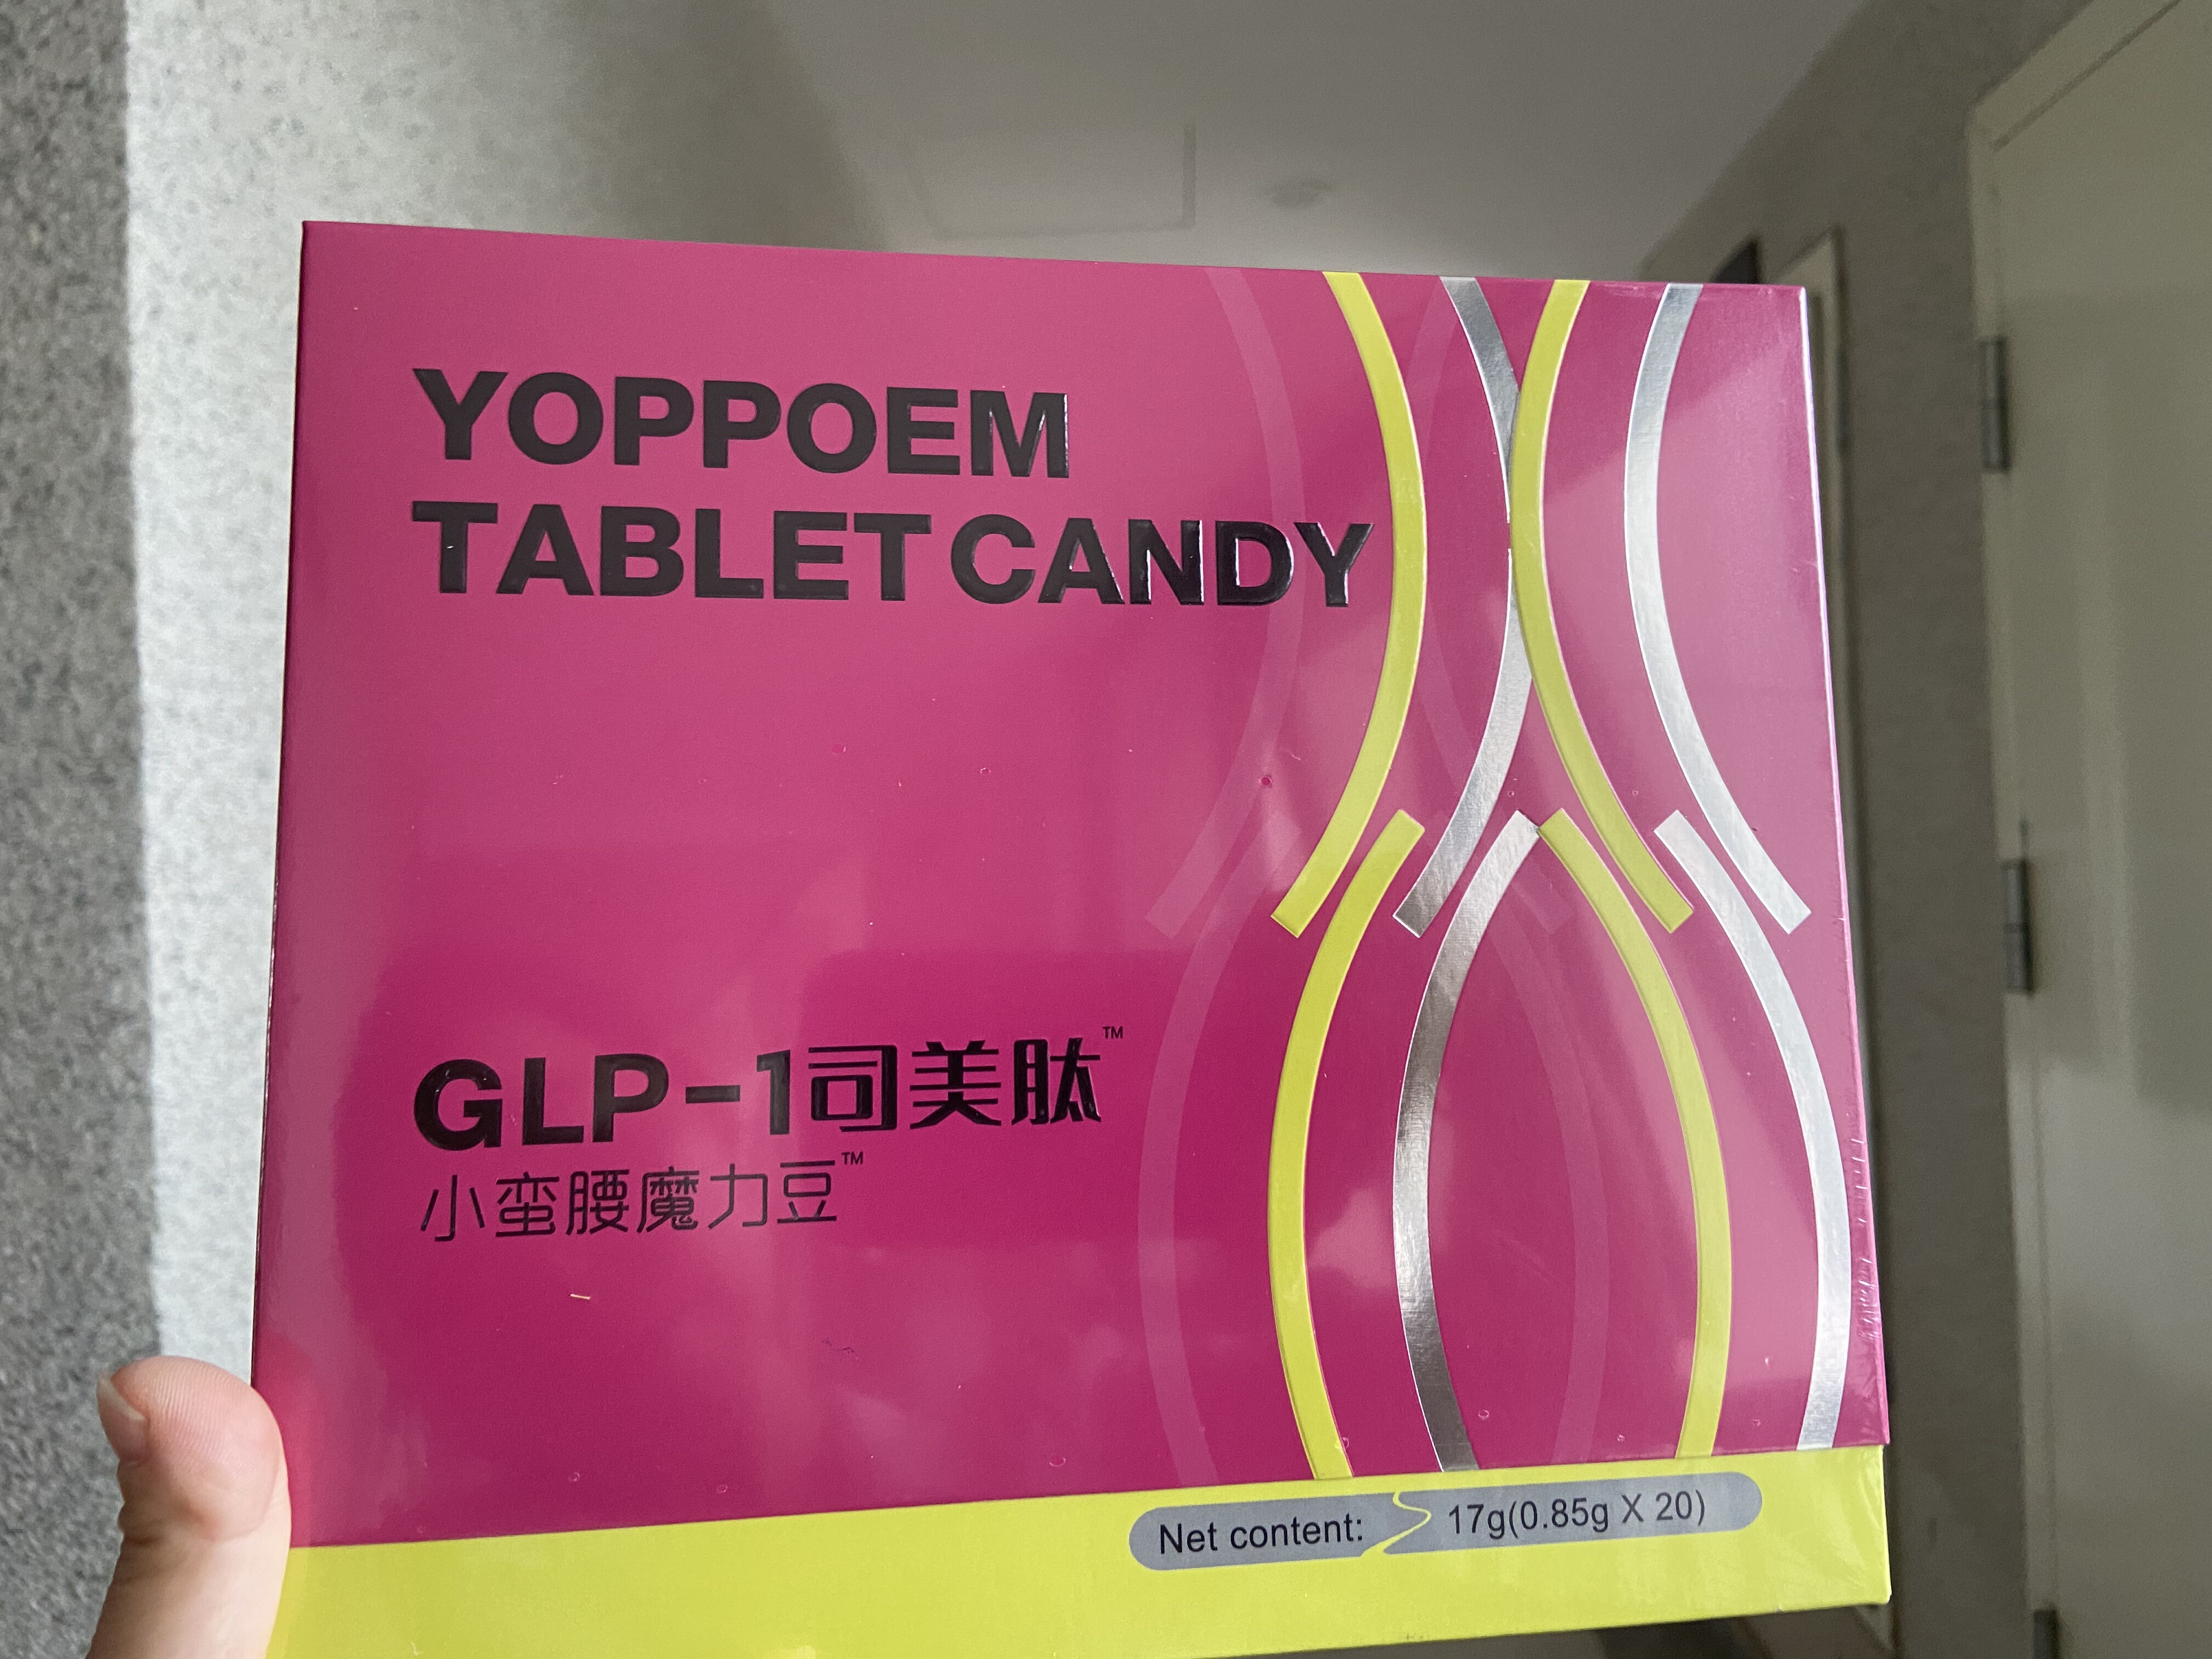 YOPPOEM
TABLET CANDY
GLP-1司美肽™
小蛮腰魔力豆™
Net content: 17g(0.85g X 20)